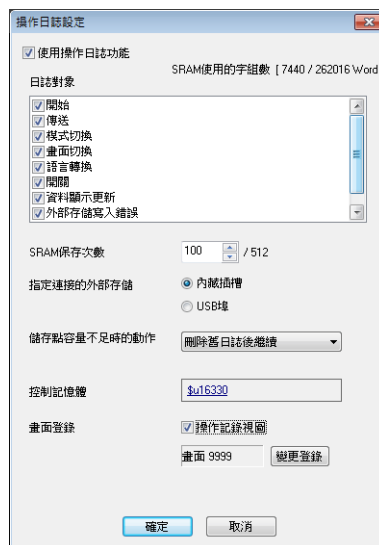 操作日誌設定
使用操作日誌功能
SRAM使用的字組數 [ 7440 / 262016 Word
日誌對象
開始
傳送
模式切換
畫面切換
語言轉換
開關
資料顯示更新
外部存儲寫入錯誤
SRAM保存次數 100 / 512
指定連接的外部存儲 內藏插槽
USB埠
儲存點容量不足時的動作 刪除舊日誌後繼續
控制記憶體 $u16330
畫面登錄 操作記錄視圖
畫面 9999 變更登錄
確定 取消